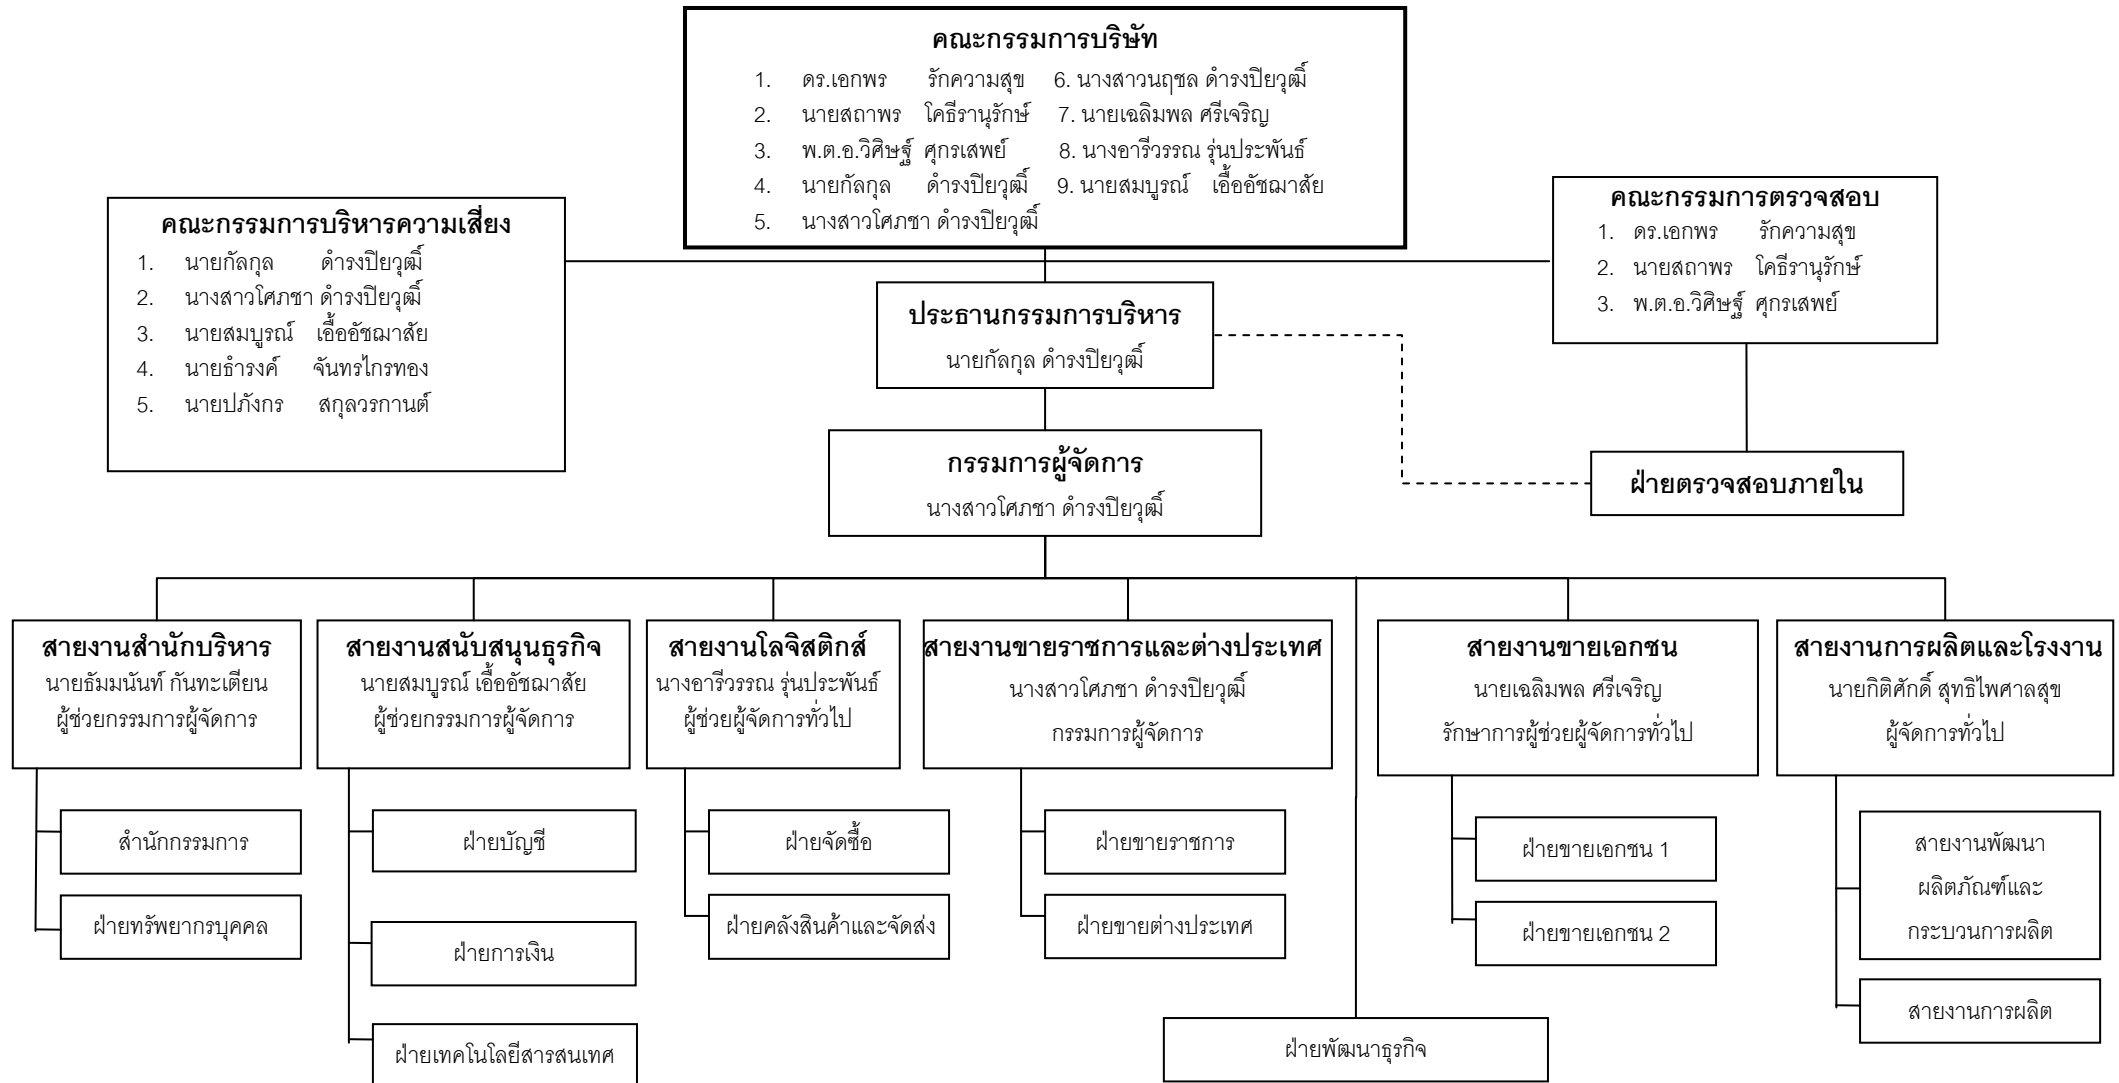 คณะกรรมการบริษัท
1. ดร.เอกพร รักความสุข 6. นางสาวนฤชล ดำรงปิยวุฒิ์
2. นายสถาพร โคธีรานุรักษ์ 7. นายเฉลิมพล ศรีเจริญ
3. พ.ต.อ.วิศิษฐ์ ศุกรเสพย์ 8. นางอารีวรรณ รุ่นประพันธ์
4. นายกัลกุล ดำรงปิยวุฒิ์ 9. นายสมบูรณ์ เอื้ออัชฌาสัย
5. นางสาวโศภชา ดำรงปิยวุฒิ์
คณะกรรมการบริหารความเสี่ยง
1. นายกัลกุล ดำรงปิยวุฒิ์
2. นางสาวโศภชา ดำรงปิยวุฒิ์
3. นายสมบูรณ์ เอื้ออัชฌาสัย
4. นายธำรงค์ จันทรไกรทอง
5. นายปภังกร สกุลวรกานต์
คณะกรรมการตรวจสอบ
1. ดร.เอกพร รักความสุข
2. นายสถาพร โคธีรานุรักษ์
3. พ.ต.อ.วิศิษฐ์ ศุกรเสพย์
ประธานกรรมการบริหาร
นายกัลกุล ดำรงปิยวุฒิ์
กรรมการผู้จัดการ
นางสาวโศภชา ดำรงปิยวุฒิ์
ฝ่ายตรวจสอบภายใน
สายงานสำนักบริหาร
นายธัมมนันท์ กันทะเตียน
ผู้ช่วยกรรมการผู้จัดการ
สำนักกรรมการ
ฝ่ายทรัพยากรบุคคล
สายงานสนับสนุนธุรกิจ
นายสมบูรณ์ เอื้ออัชฌาสัย
ผู้ช่วยกรรมการผู้จัดการ
ฝ่ายบัญชี
ฝ่ายการเงิน
ฝ่ายเทคโนโลยีสารสนเทศ
สายงานโลจิสติกส์
นางอารีวรรณ รุ่นประพันธ์
ผู้ช่วยผู้จัดการทั่วไป
ฝ่ายจัดซื้อ
ฝ่ายคลังสินค้าและจัดส่ง
สายงานขายราชการและต่างประเทศ
นางสาวโศภชา ดำรงปิยวุฒิ์
กรรมการผู้จัดการ
ฝ่ายขายราชการ
ฝ่ายขายต่างประเทศ
ฝ่ายพัฒนาธุรกิจ
สายงานขายเอกชน
นายเฉลิมพล ศรีเจริญ
รักษาการผู้ช่วยผู้จัดการทั่วไป
ฝ่ายขายเอกชน 1
ฝ่ายขายเอกชน 2
สายงานการผลิตและโรงงาน
นายกิติศักดิ์ สุทธิไพศาลสุข
ผู้จัดการทั่วไป
สายงานพัฒนา
ผลิตภัณฑ์และ
กระบวนการผลิต
สายงานการผลิต